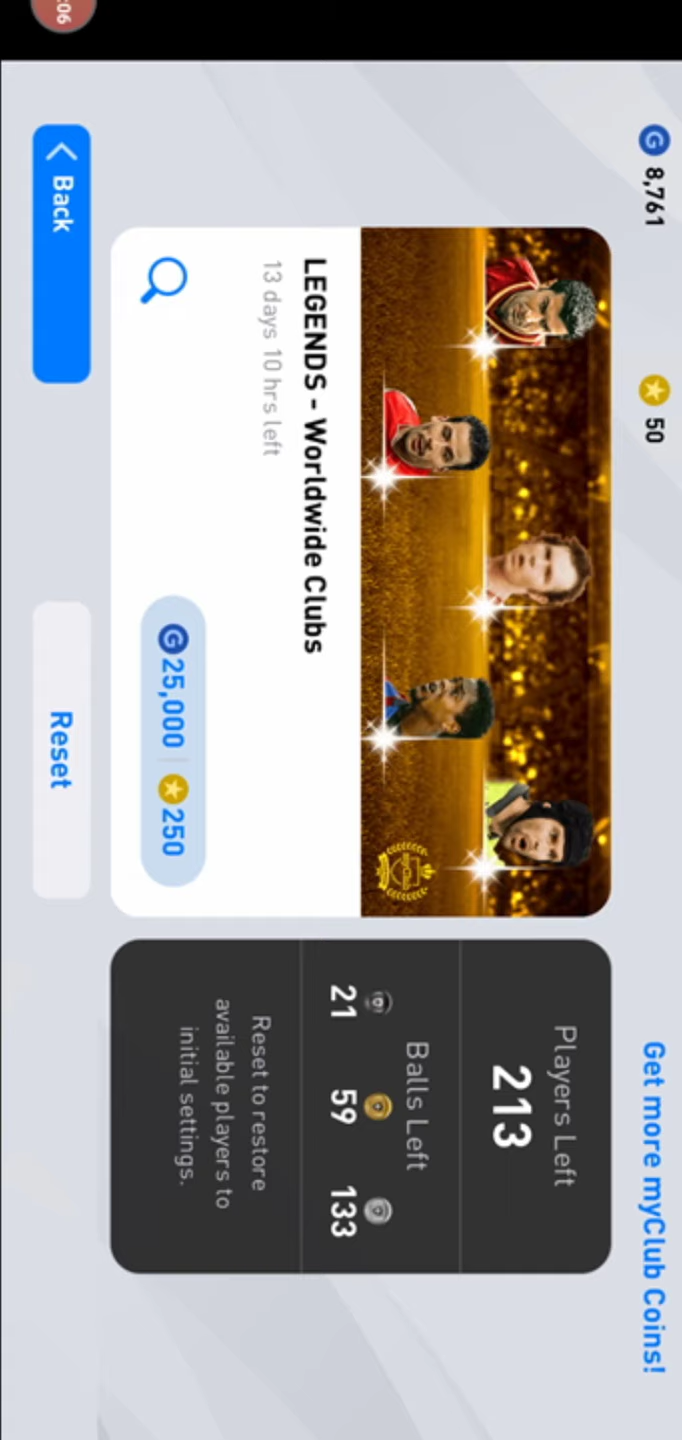 :06
8,761
50
Get more myClub Coins!
LEGENDS - Worldwide Clubs
13 days 10 hrs left
25,000
250
Players Left
213
Balls Left
21 59 133
Reset to restore
available players to
initial settings.
Back
Reset